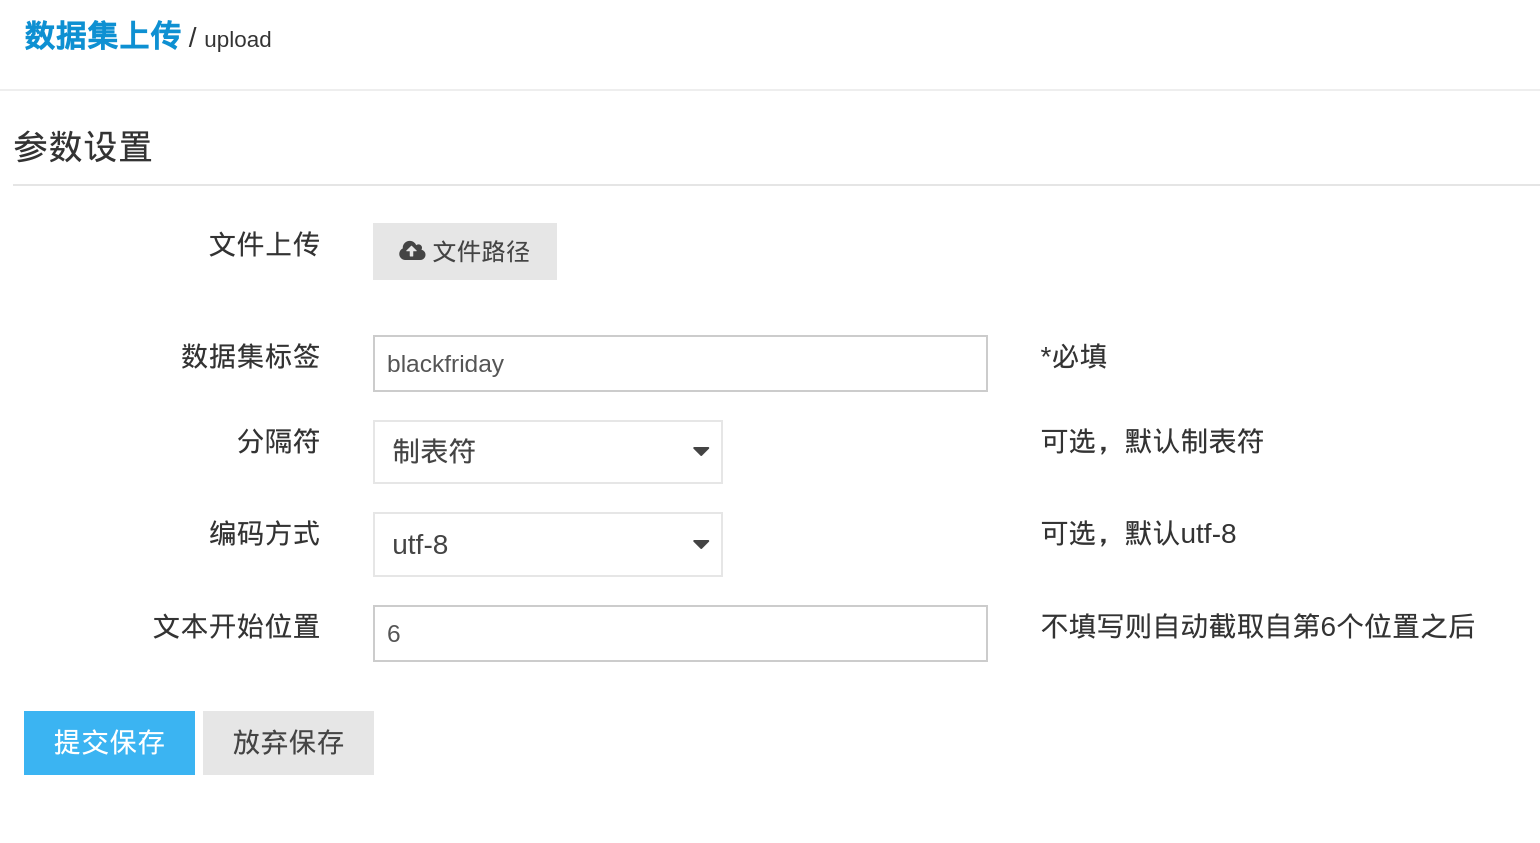 数据集上传 / upload
参数设置
文件上传 文件路径
数据集标签 blackfriday *必填
分隔符 制表符 可选，默认制表符
编码方式 utf-8 可选，默认utf-8
文本开始位置 6 不填写则自动截取自第6个位置之后
提交保存 放弃保存